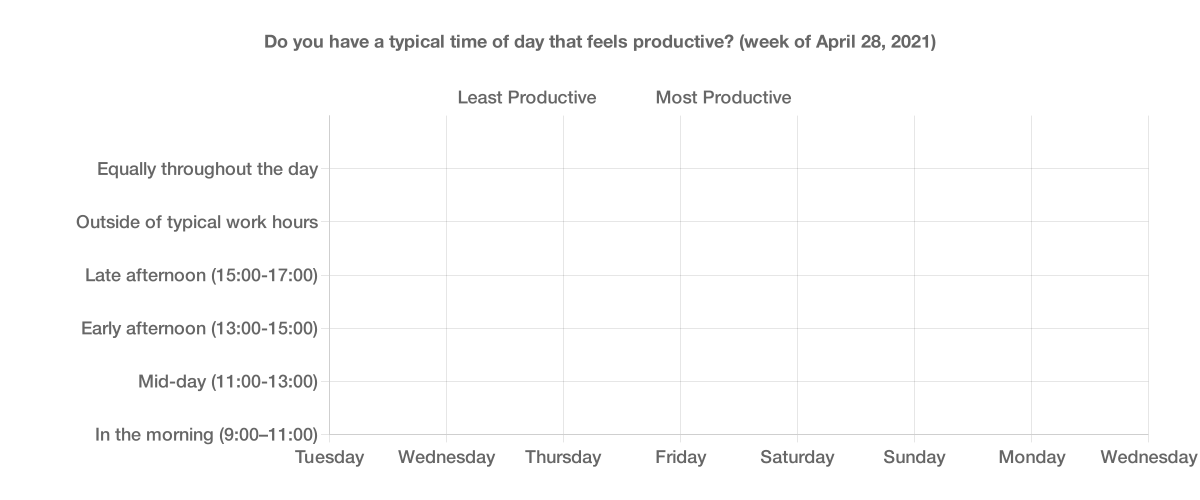 Do you have a typical time of day that feels productive? (week of April 28, 2021)
Least Productive Most Productive
Equally throughout the day
Outside of typical work hours
Late afternoon (15:00-17:00)
Early afternoon (13:00-15:00)
Mid-day (11:00-13:00)
In the morning (9:00–11:00)
Tuesday Wednesday Thursday Friday Saturday Sunday Monday Wednesday